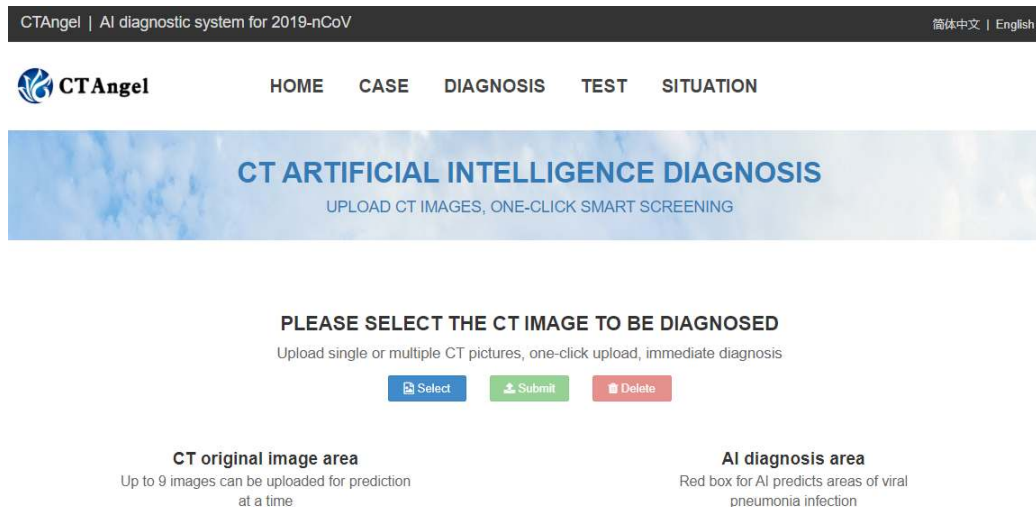 CTAngel | AI diagnostic system for 2019-nCoV
简体中文 | English
CTAngel
HOME CASE DIAGNOSIS TEST SITUATION
CT ARTIFICIAL INTELLIGENCE DIAGNOSIS
UPLOAD CT IMAGES, ONE-CLICK SMART SCREENING
PLEASE SELECT THE CT IMAGE TO BE DIAGNOSED
Upload single or multiple CT pictures, one-click upload, immediate diagnosis
Select Submit Delete
CT original image area
Up to 9 images can be uploaded for prediction
at a time
AI diagnosis area
Red box for AI predicts areas of viral
pneumonia infection